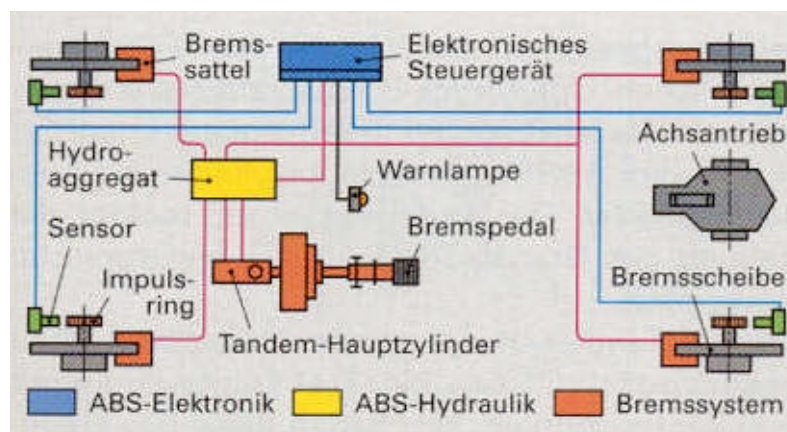 Brems-
sattel
Elektronisches
Steuergerät
Achsantrieb
Hydro-
aggregat
Warnlampe
Sensor
Bremspedal
Impuls-
ring
Bremsscheibe
Tandem-Hauptzylinder
ABS-Elektronik
ABS-Hydraulik
Bremssystem